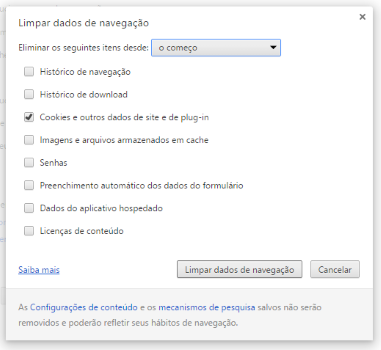 Limpar dados de navegação
Eliminar os seguintes itens desde: o começo
Histórico de navegação
Histórico de download
Cookies e outros dados de site e de plug-in
Imagens e arquivos armazenados em cache
Senhas
Preenchimento automático dos dados do formulário
Dados do aplicativo hospedado
Licenças de conteúdo
Saiba mais Limpar dados de navegação Cancelar
As Configurações de conteúdo e os mecanismos de pesquisa salvos não serão
removidos e poderão refletir seus hábitos de navegação.